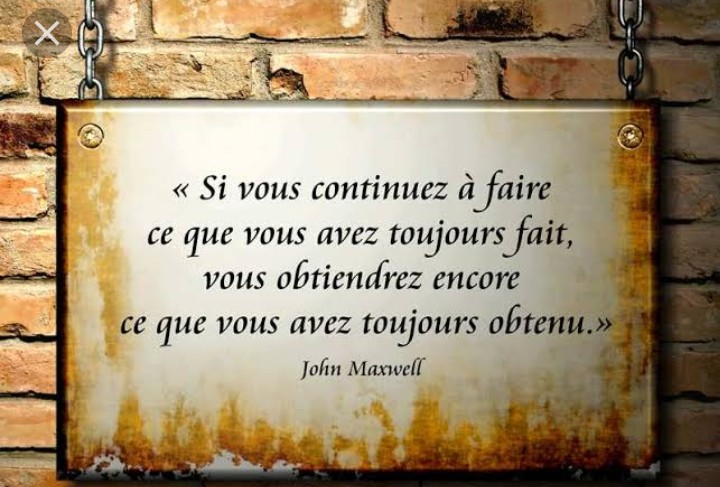 « Si vous continuez à faire
ce que vous avez toujours fait,
vous obtiendrez encore
ce que vous avez toujours obtenu.»
John Maxwell